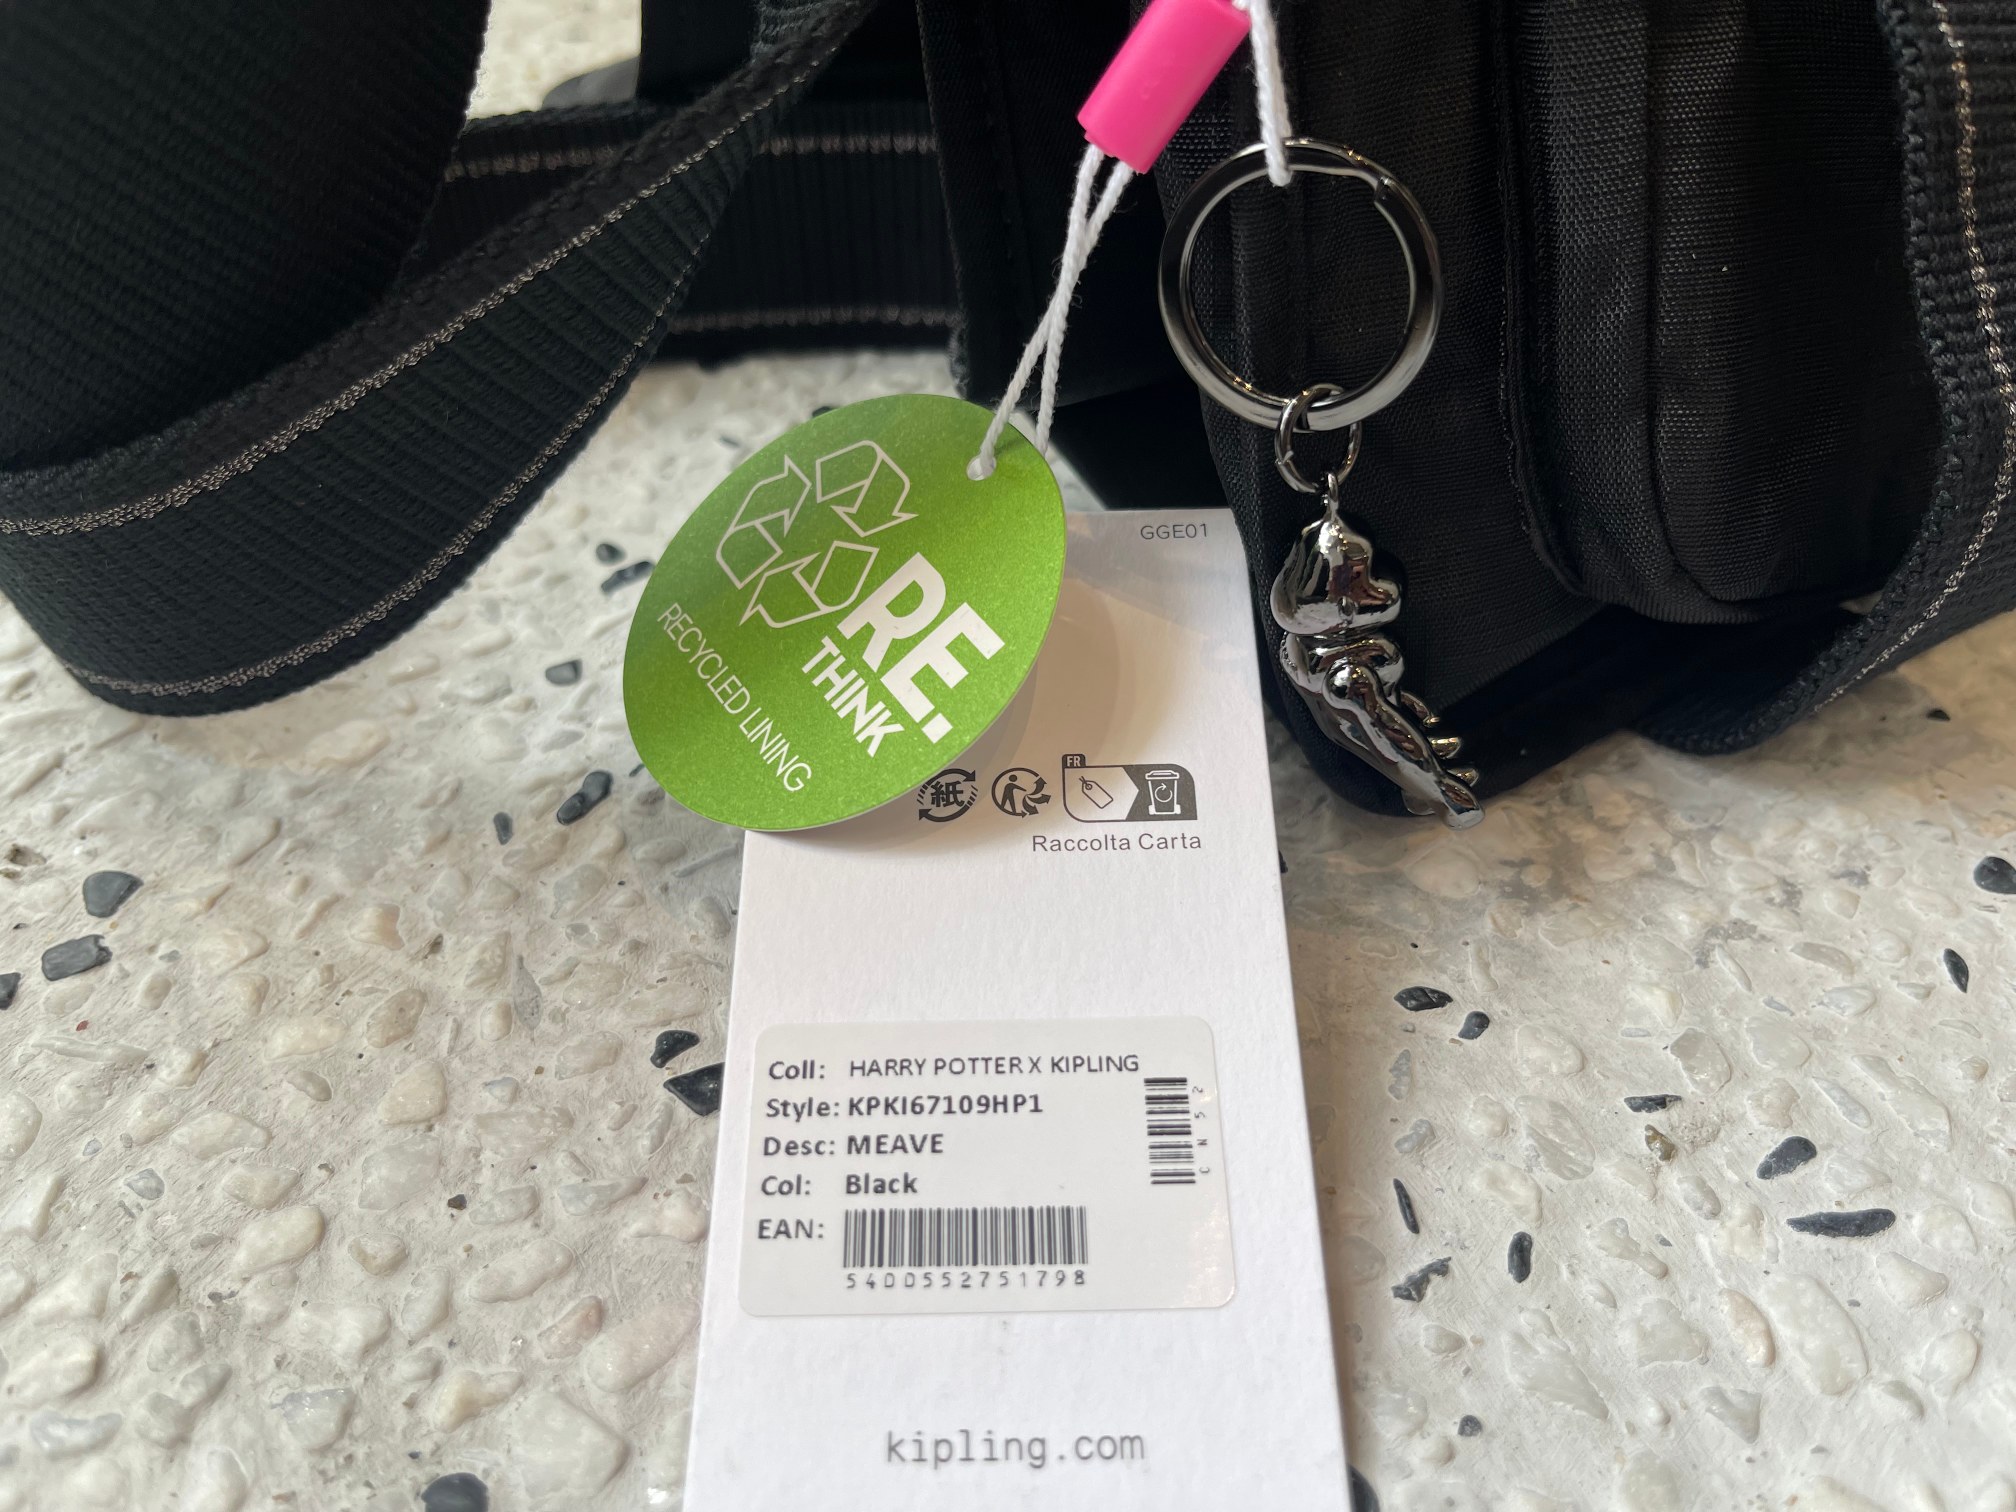 GGE01
RE.
THINK
RECYCLED LINING
紙
FR
Raccolta Carta
Coll: HARRY POTTER X KIPLING
Style: KPKI67109HP1
Desc: MEAVE
Col: Black
EAN:
5400552751798
kipling.com